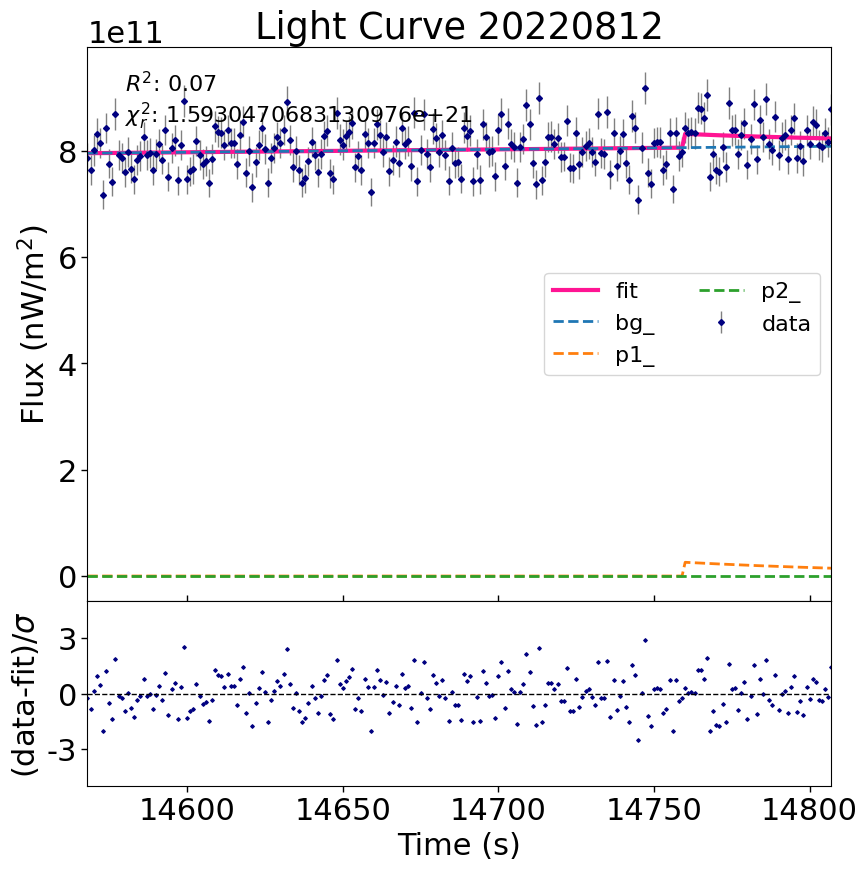 Light Curve 20220812
1e11
R²: 0.07
χ²ᵣ: 1.5930470683130976e+21
8
6
4
2
0
Flux (nW/m²)
fit
bg_
p1_
p2_
data
3
0
-3
(data-fit)/σ
14600 14650 14700 14750 14800
Time (s)